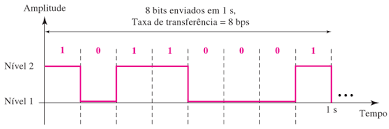 Amplitude
8 bits enviados em 1 s,
Taxa de transferência = 8 bps
1 0 1 1 0 0 0 1
Nível 2
Nível 1
...
1 s
Tempo